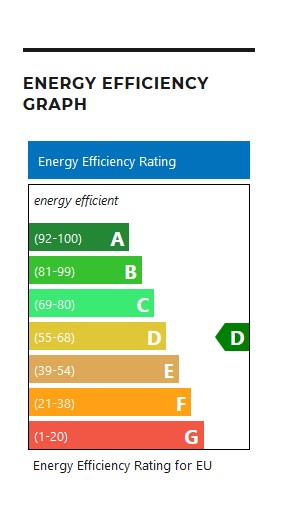 ENERGY EFFICIENCY
GRAPH
Energy Efficiency Rating
energy efficient
(92-100) A
(81-99) B
(69-80) C
(55-68) D D
(39-54) E
(21-38) F
(1-20) G
Energy Efficiency Rating for EU